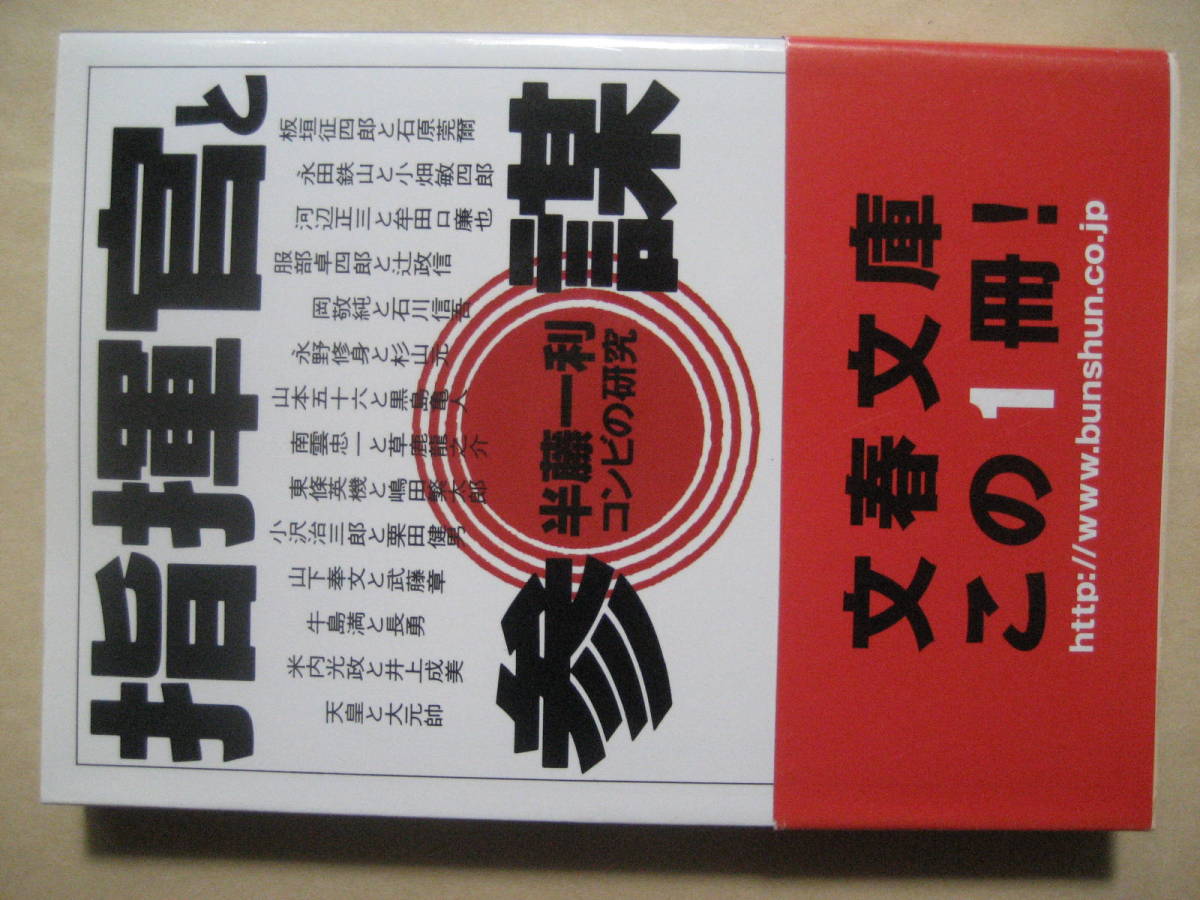 指揮官と
参謀
板垣征四郎と石原莞爾
永田鉄山と小畑敏四郎
河辺正三と牟田口廉也
服部卓四郎と辻政信
岡敬純と石川信吾
永野修身と杉山元
山本五十六と黒島亀人
南雲忠一と草鹿龍之介
東條英機と嶋田繁太郎
小沢治三郎と栗田健男
山下奉文と武藤章
牛島満と長勇
米内光政と井上成美
天皇と大元帥
半藤一利
コンビの研究
文春文庫
この1冊!
http://www.bunshun.co.jp